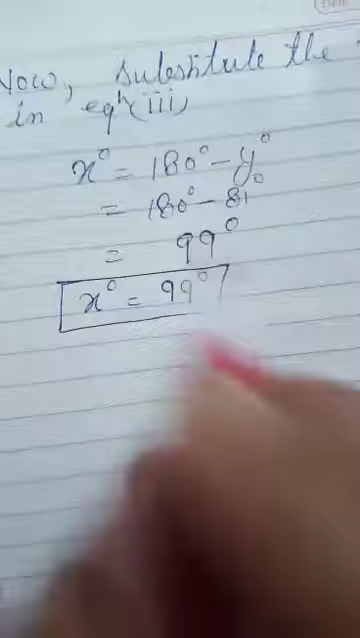 Now, substitute the
in eqⁿ(iii)
x° = 180° - y°
= 180° - 81°
= 99°
x° = 99°